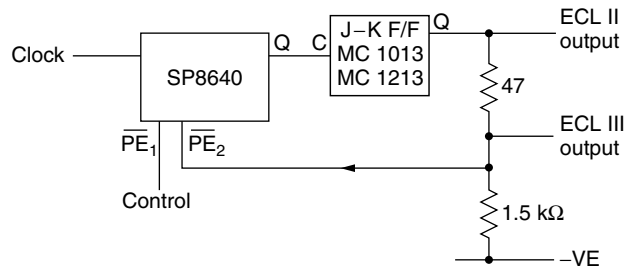 J–K F/F
MC 1013
MC 1213
Q
ECL II
output
Clock
Q
C
SP8640
47
ECL III
output
PE1
PE2
Control
1.5 kΩ
–VE